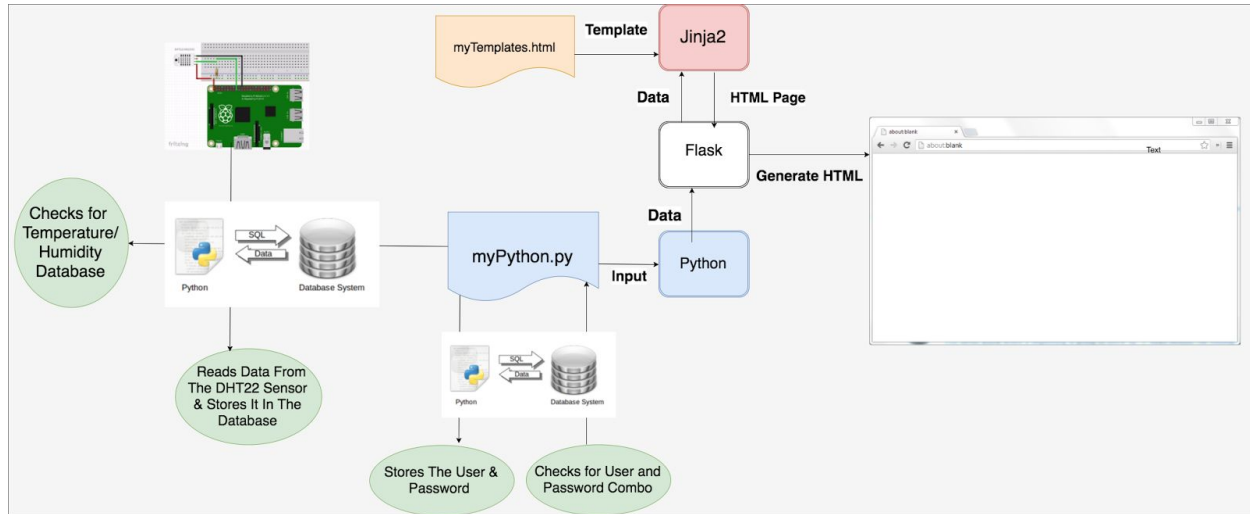 Template
Jinja2
myTemplates.html
Data
HTML Page
fritzing
Flask
Generate HTML
about:blank
about:blank
Text
Checks for
Temperature/
Humidity
Database
SQL
Data
Python
Database System
myPython.py
Input
Data
Python
SQL
Data
Python
Database System
Reads Data From
The DHT22 Sensor
& Stores It In The
Database
Stores The User &
Password
Checks for User and
Password Combo